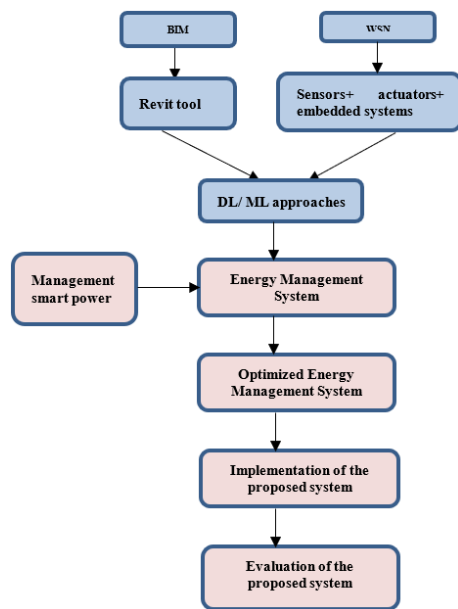 BIM
WSN
Revit tool
Sensors+ actuators+
embedded systems
DL/ ML approaches
Management
smart power
Energy Management
System
Optimized Energy
Management System
Implementation of the
proposed system
Evaluation of the
proposed system